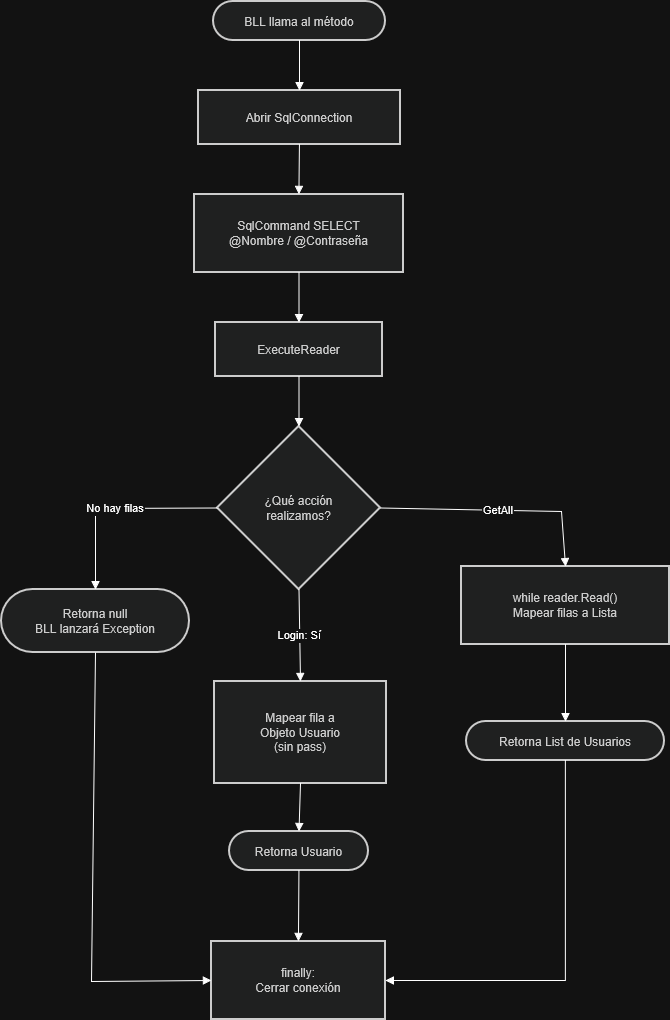 BLL llama al método
Abrir SqlConnection
SqlCommand SELECT
@Nombre / @Contraseña
ExecuteReader
¿Qué acción
realizamos?
No hay filas
GetAll
Retorna null
BLL lanzará Exception
while reader.Read()
Mapear filas a Lista
Login: Sí
Mapear fila a
Objeto Usuario
(sin pass)
Retorna List de Usuarios
Retorna Usuario
finally:
Cerrar conexión